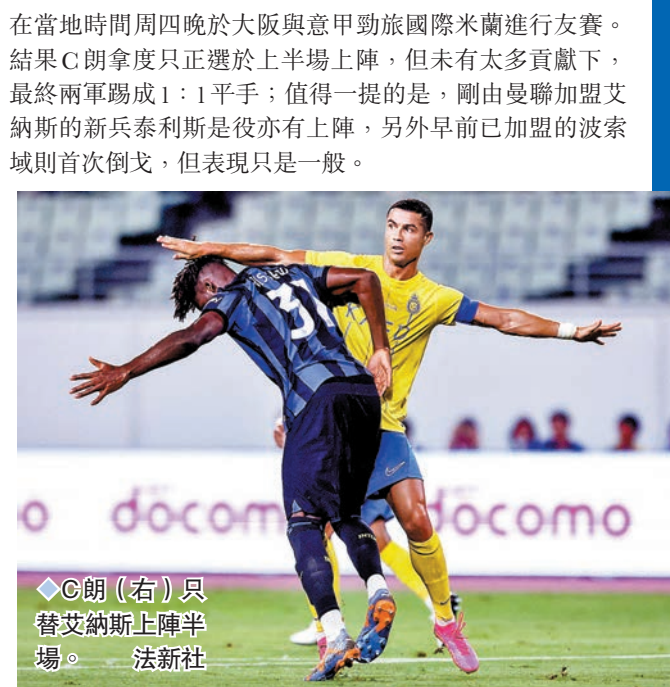 在當地時間周四晚於大阪與意甲勁旅國際米蘭進行友賽。
結果C朗拿度只正選於上半場上陣，但未有太多貢獻下，
最終兩軍踢成1：1平手；值得一提的是，剛由曼聯加盟艾
納斯的新兵泰利斯是役亦有上陣，另外早前已加盟的波索
域則首次倒戈，但表現只是一般。
31
docomo
docomo
◆C朗（右）只
替艾納斯上陣半
場。 法新社